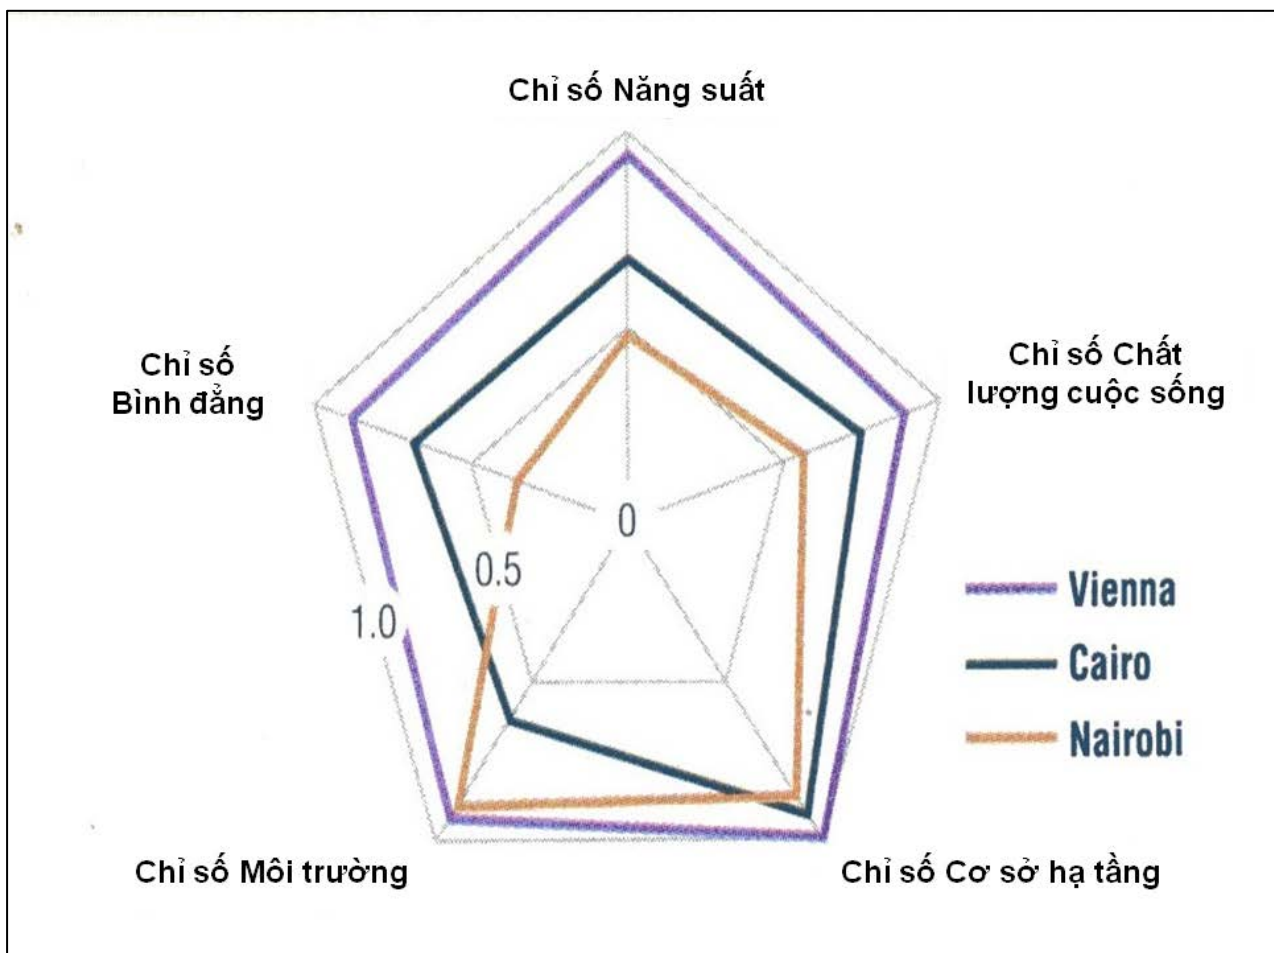 Chỉ số Năng suất
Chỉ số
Bình đẳng
Chỉ số Chất
lượng cuộc sống
0
0.5
1.0
Vienna
Cairo
Nairobi
Chỉ số Môi trường
Chỉ số Cơ sở hạ tầng